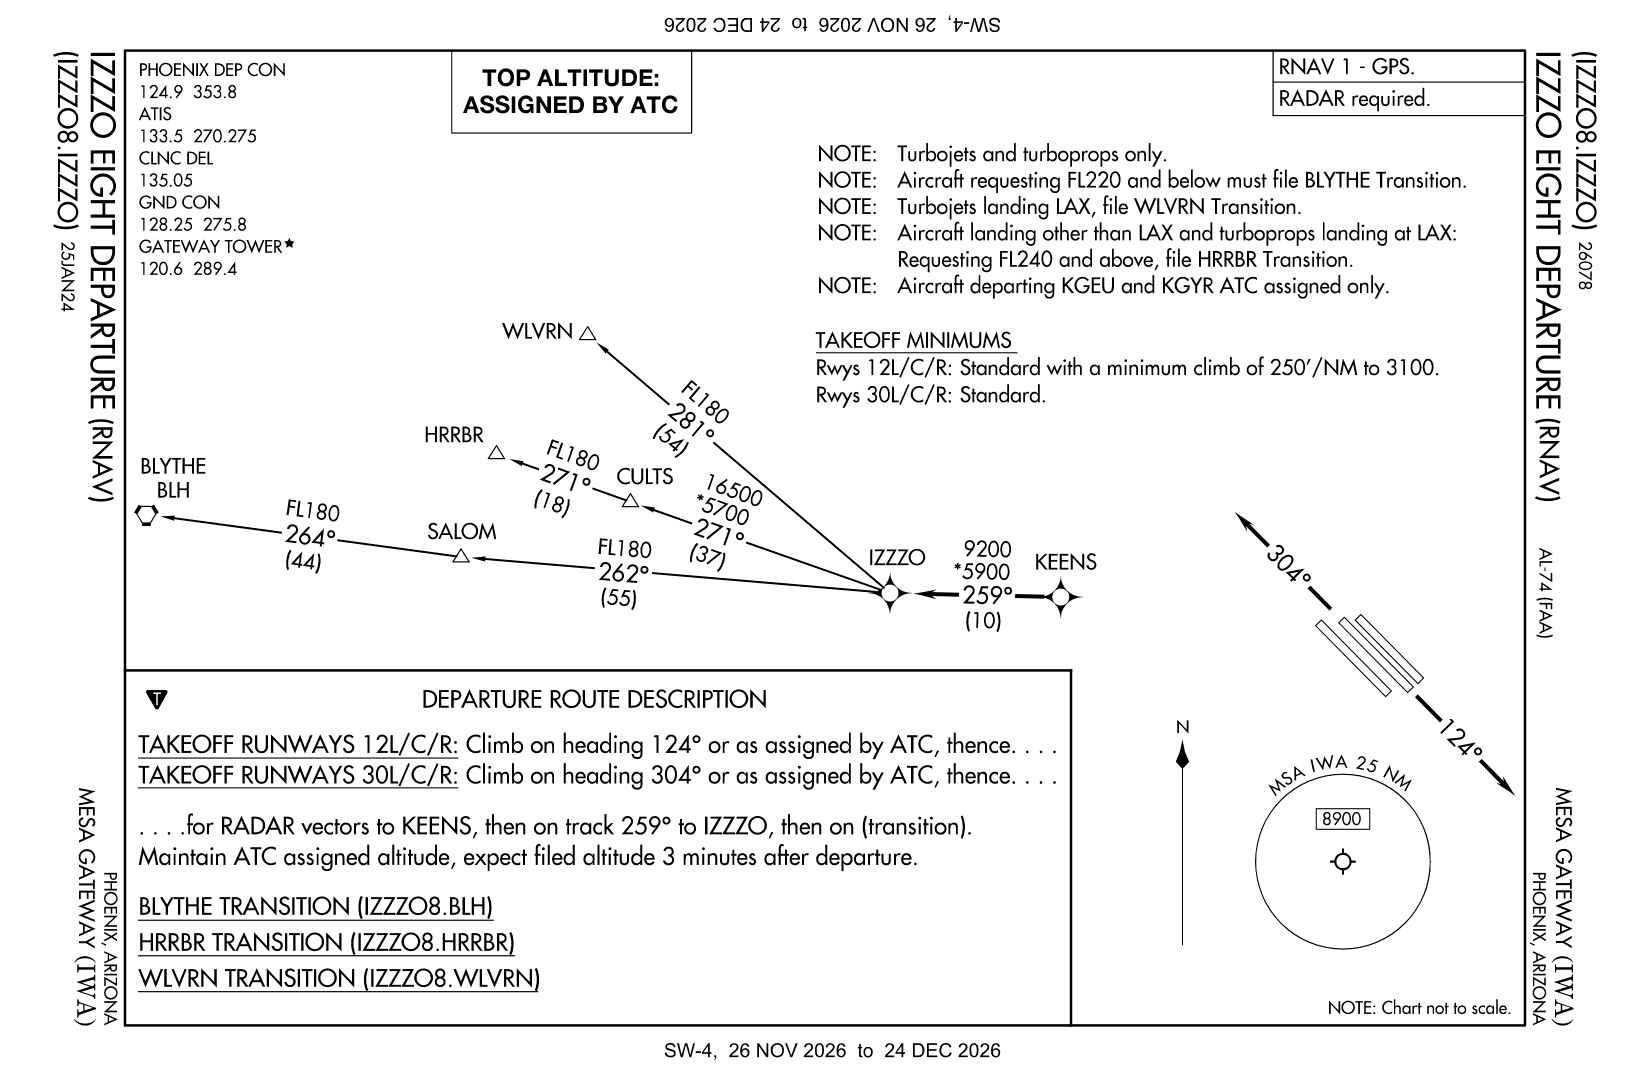 SW-4, 26 NOV 2026 to 24 DEC 2026
(IZZZO8.IZZZO) 25JAN24
IZZZO EIGHT DEPARTURE (RNAV)
MESA GATEWAY (IWA)
PHOENIX, ARIZONA
PHOENIX DEP CON
124.9 353.8
ATIS
133.5 270.275
CLNC DEL
135.05
GND CON
128.25 275.8
GATEWAY TOWER★
120.6 289.4
TOP ALTITUDE:
ASSIGNED BY ATC
RNAV 1 - GPS.
RADAR required.
NOTE: Turbojets and turboprops only.
NOTE: Aircraft requesting FL220 and below must file BLYTHE Transition.
NOTE: Turbojets landing LAX, file WLVRN Transition.
NOTE: Aircraft landing other than LAX and turboprops landing at LAX:
Requesting FL240 and above, file HRRBR Transition.
NOTE: Aircraft departing KGEU and KGYR ATC assigned only.
TAKEOFF MINIMUMS
Rwys 12L/C/R: Standard with a minimum climb of 250'/NM to 3100.
Rwys 30L/C/R: Standard.
WLVRN
FL180
281°
(54)
HRRBR
FL180
271°
(18)
CULTS
16500
*5700
271°
(37)
BLYTHE
BLH
FL180
264°
(44)
SALOM
FL180
262°
(55)
IZZZO
9200
*5900
259°
(10)
KEENS
304°
124°
N
MSA IWA 25 NM
8900
NOTE: Chart not to scale.
T
DEPARTURE ROUTE DESCRIPTION
TAKEOFF RUNWAYS 12L/C/R: Climb on heading 124° or as assigned by ATC, thence. . . .
TAKEOFF RUNWAYS 30L/C/R: Climb on heading 304° or as assigned by ATC, thence. . . .
. . . .for RADAR vectors to KEENS, then on track 259° to IZZZO, then on (transition).
Maintain ATC assigned altitude, expect filed altitude 3 minutes after departure.
BLYTHE TRANSITION (IZZZO8.BLH)
HRRBR TRANSITION (IZZZO8.HRRBR)
WLVRN TRANSITION (IZZZO8.WLVRN)
(IZZZO8.IZZZO) 26078
IZZZO EIGHT DEPARTURE (RNAV)
AL-74 (FAA)
MESA GATEWAY (IWA)
PHOENIX, ARIZONA
SW-4, 26 NOV 2026 to 24 DEC 2026